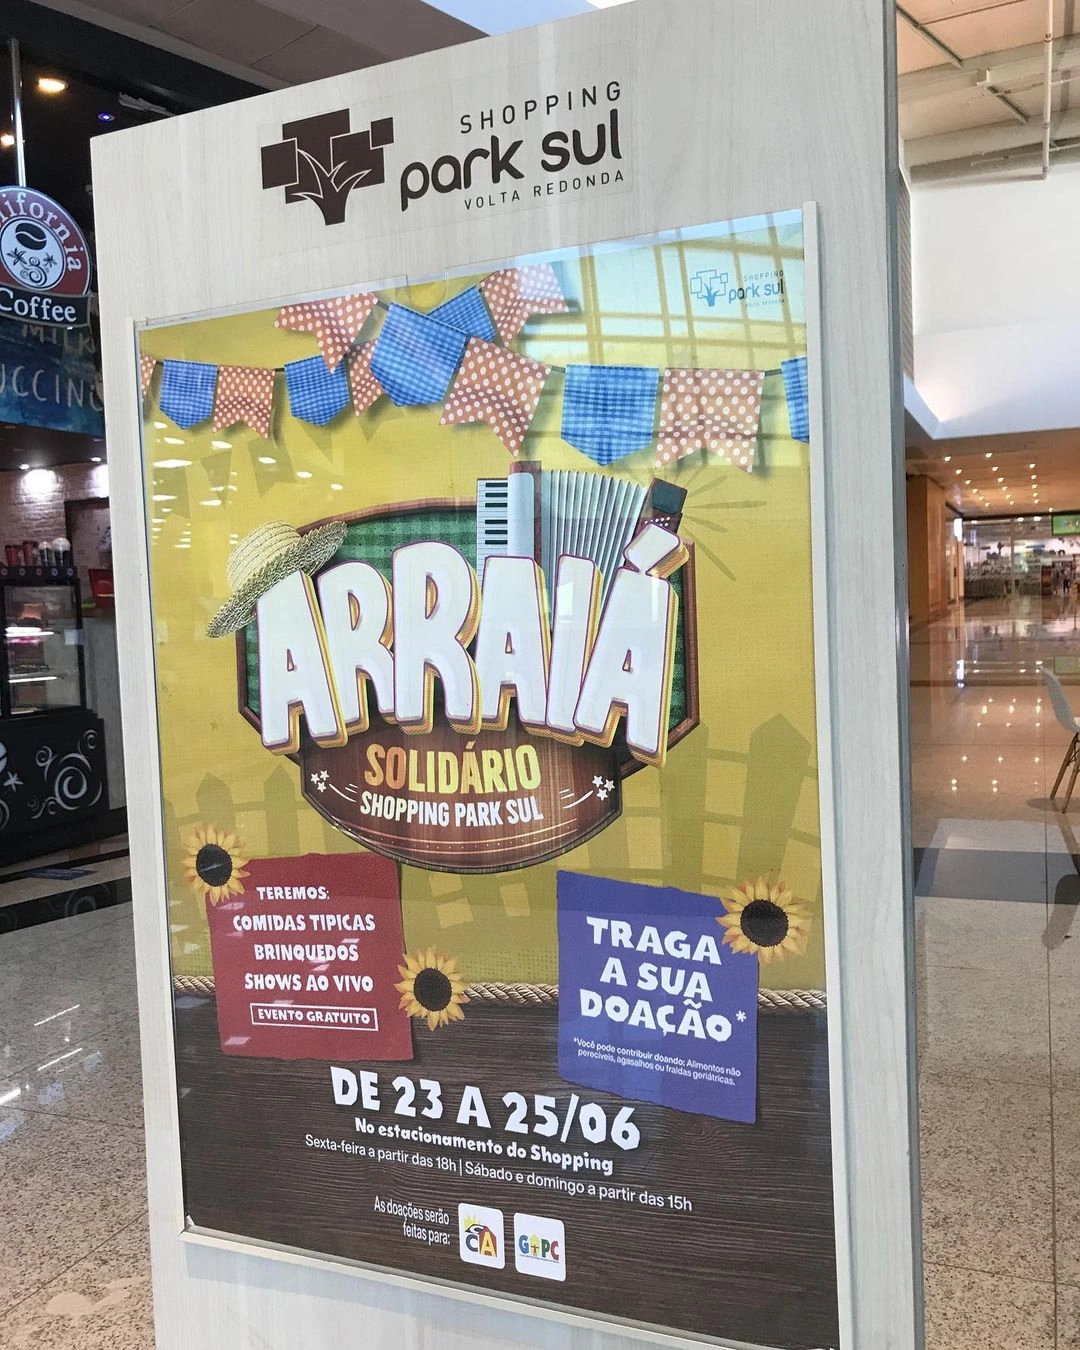 SHOPPING
park sul
VOLTA REDONDA
lifornia
Coffee
MILK
UCCINO
SHOPPING
park sul
VOLTA REDONDA
ARRAIÁ
SOLIDÁRIO
SHOPPING PARK SUL
TEREMOS:
COMIDAS TIPICAS
BRINQUEDOS
SHOWS AO VIVO
EVENTO GRATUITO
TRAGA
A SUA
DOAÇÃO*
*Você pode contribuir doando: Alimentos não
perecíveis, agasalhos ou fraldas geriátricas.
DE 23 A 25/06
No estacionamento do Shopping
Sexta-feira a partir das 18h | Sábado e domingo a partir das 15h
As doações serão
feitas para:
CA
GAPC